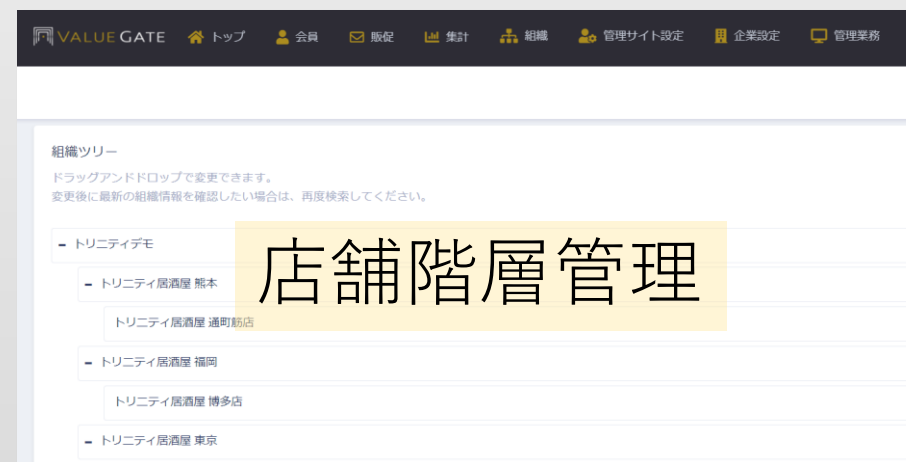 VALUE GATE トップ 会員 販促 集計 組織 管理サイト設定 企業設定 管理業務
組織ツリー
ドラッグアンドドロップで変更できます。
変更後に最新の組織情報を確認したい場合は、再度検索してください。
トリニティデモ
店舗階層管理
トリニティ居酒屋 熊本
トリニティ居酒屋 通町筋店
トリニティ居酒屋 福岡
トリニティ居酒屋 博多店
トリニティ居酒屋 東京